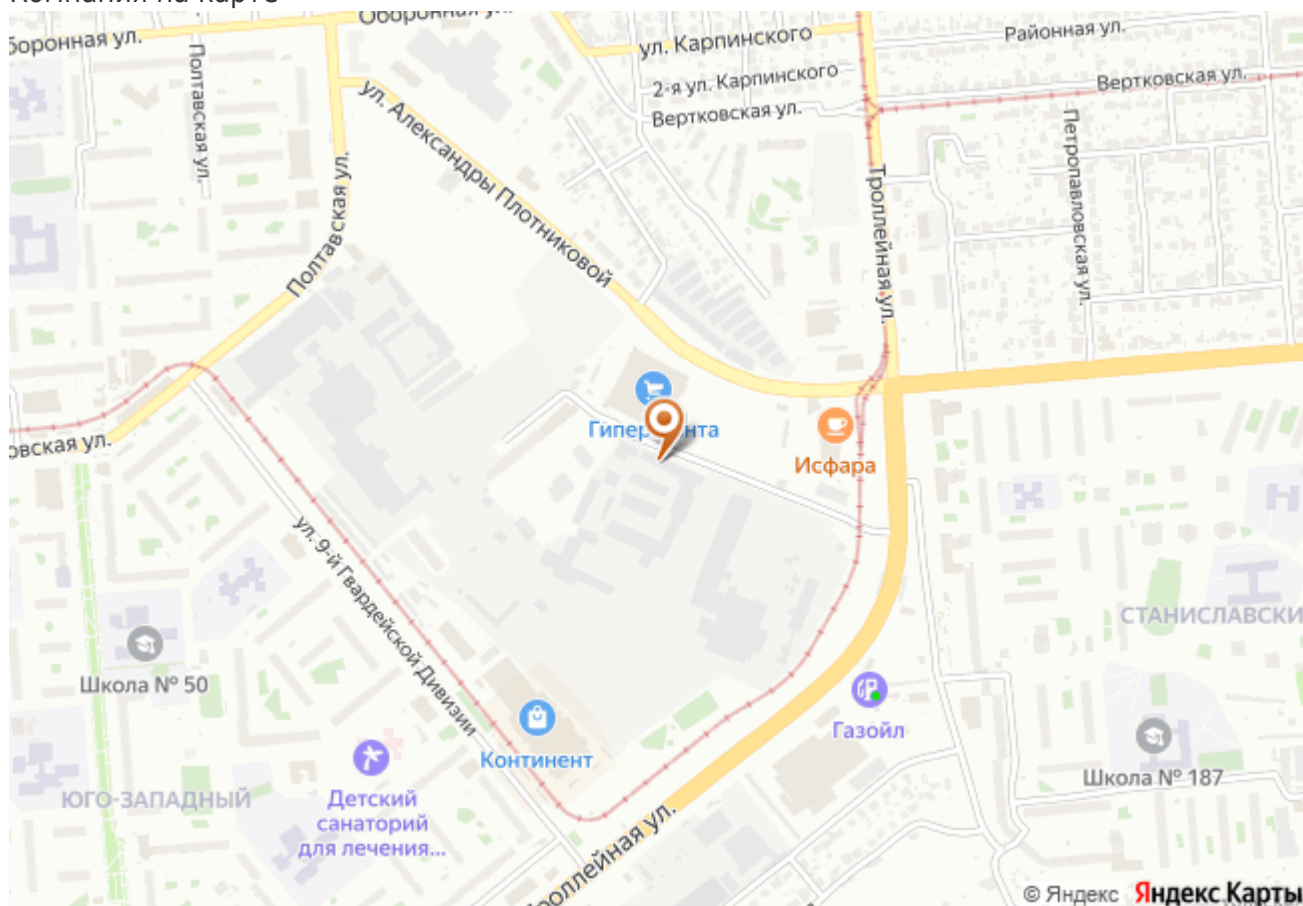 Компания на карте
Оборонная ул.
Оборонная ул.
ул. Карпинского
Районная ул.
2-я ул. Карпинского
Вертковская ул.
Вертковская ул.
Полтавская ул.
ул. Александры Плотниковой
Петропавловская ул.
Троллейная ул.
Полтавская ул.
Гипер нта
Исфара
овская ул.
ул. 9-й Гвардейской Дивизии
СТАНИСЛАВСКИ
Школа № 50
Газойл
Континент
Школа № 187
ЮГО-ЗАПАДНЫЙ
Детский
санаторий
для лечения...
Троллейная ул.
© Яндекс Яндекс Карты